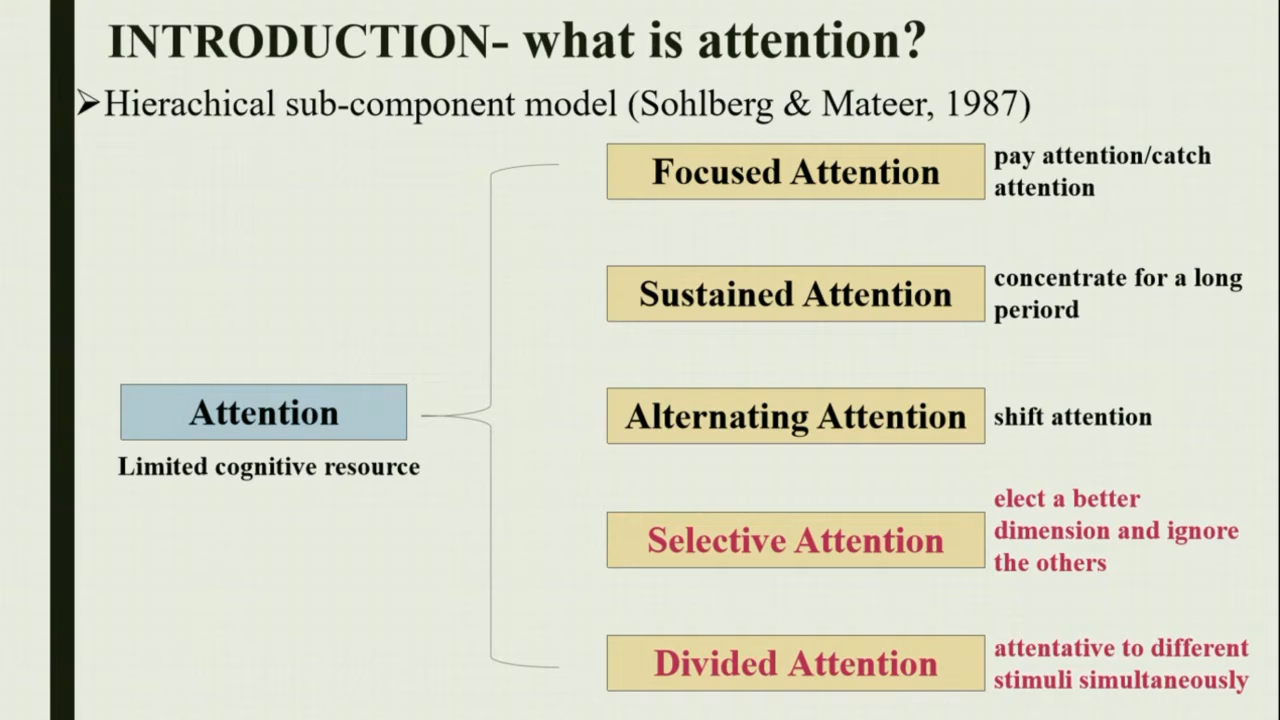 INTRODUCTION- what is attention?
➢Hierachical sub-component model (Sohlberg & Mateer, 1987)
Attention
Limited cognitive resource
Focused Attention
pay attention/catch
attention
Sustained Attention
concentrate for a long
periord
Alternating Attention
shift attention
Selective Attention
elect a better
dimension and ignore
the others
Divided Attention
attentative to different
stimuli simultaneously